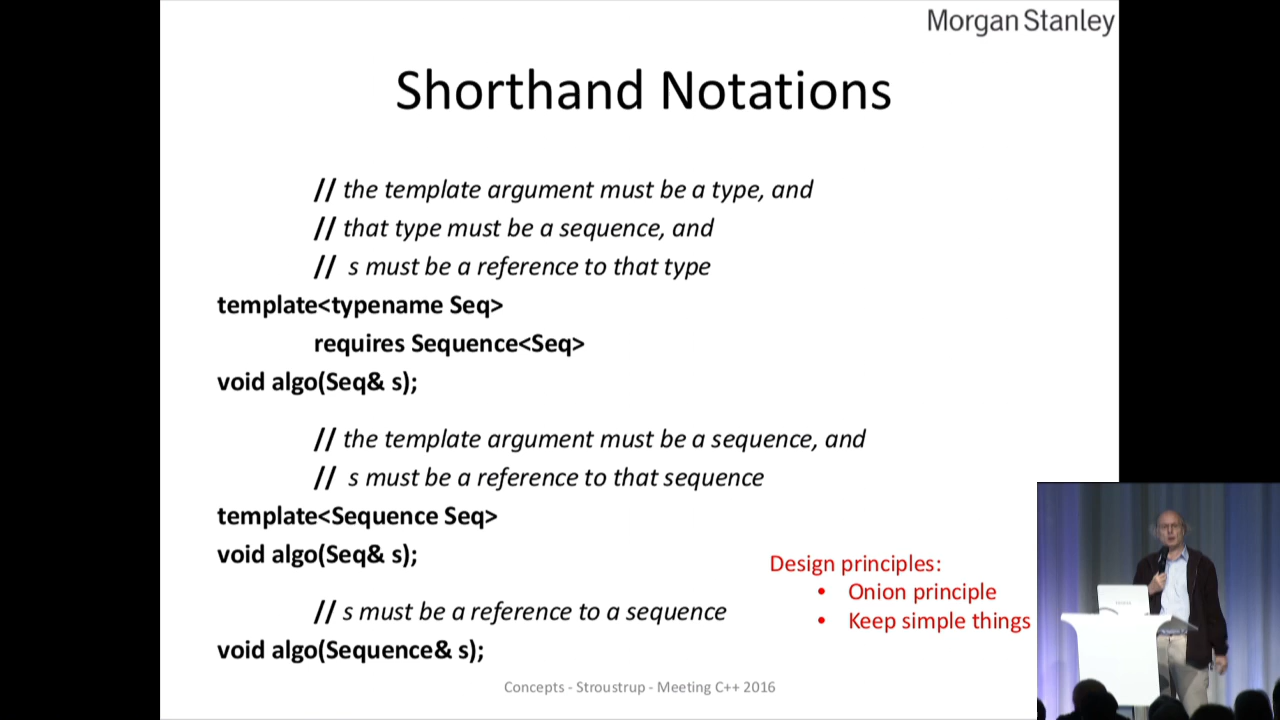 Morgan Stanley
Shorthand Notations
// the template argument must be a type, and
// that type must be a sequence, and
// s must be a reference to that type
template<typename Seq>
requires Sequence<Seq>
void algo(Seq& s);
// the template argument must be a sequence, and
// s must be a reference to that sequence
template<Sequence Seq>
void algo(Seq& s);
Design principles:
• Onion principle
• Keep simple things
// s must be a reference to a sequence
void algo(Sequence& s);
Concepts - Stroustrup - Meeting C++ 2016